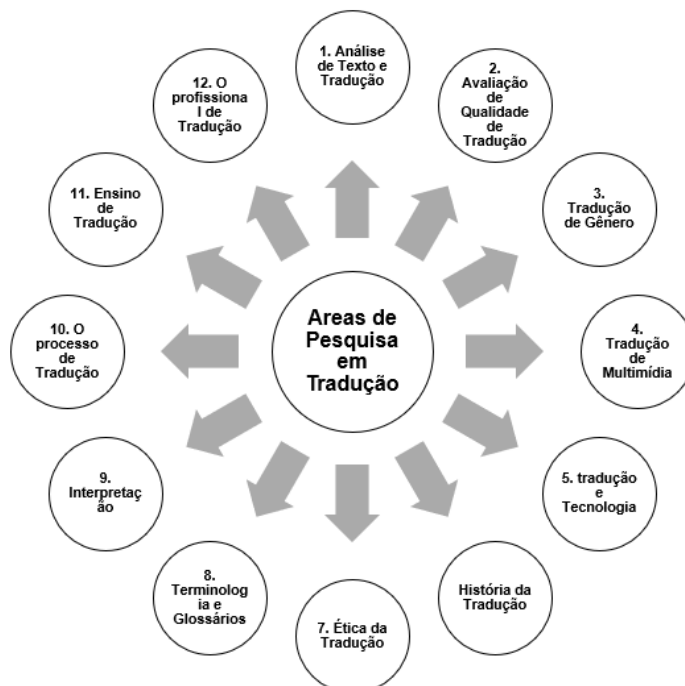 Areas de
Pesquisa
em
Tradução
1. Análise
de Texto e
Tradução
2.
Avaliação
de
Qualidade
de
Tradução
3.
Tradução
de Gênero
4.
Tradução
de
Multimídia
5. tradução
e
Tecnologia
História da
Tradução
7. Ética da
Tradução
8.
Terminolog
ia e
Glossários
9.
Interpretaç
ão
10. O
processo
de
Tradução
11. Ensino
de
Tradução
12. O
profissiona
l de
Tradução